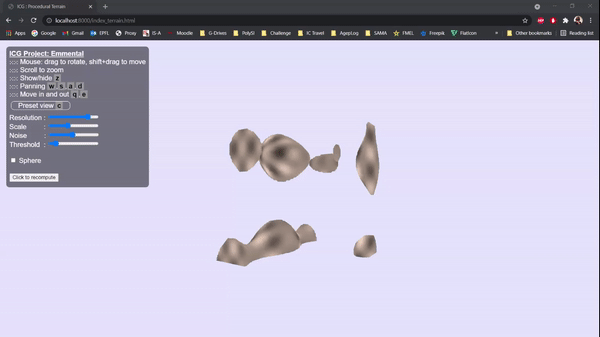 ICG : Procedural Terrain
localhost:8000/index_terrain.html
Apps
Google
Gmail
EPFL
Proxy
IS-A
Moodle
G-Drives
PolySl
Challenge
IC Travel
AgepLog
SAMA
FMEL
Freepik
Flaticon
Other bookmarks
Reading list
ICG Project: Emmental
Mouse: drag to rotate, shift+drag to move
Scroll to zoom
Show/hide z
Panning w s a d
Move in and out q e
Preset view c
Resolution :
Scale :
Noise :
Threshold :
Sphere
Click to recompute